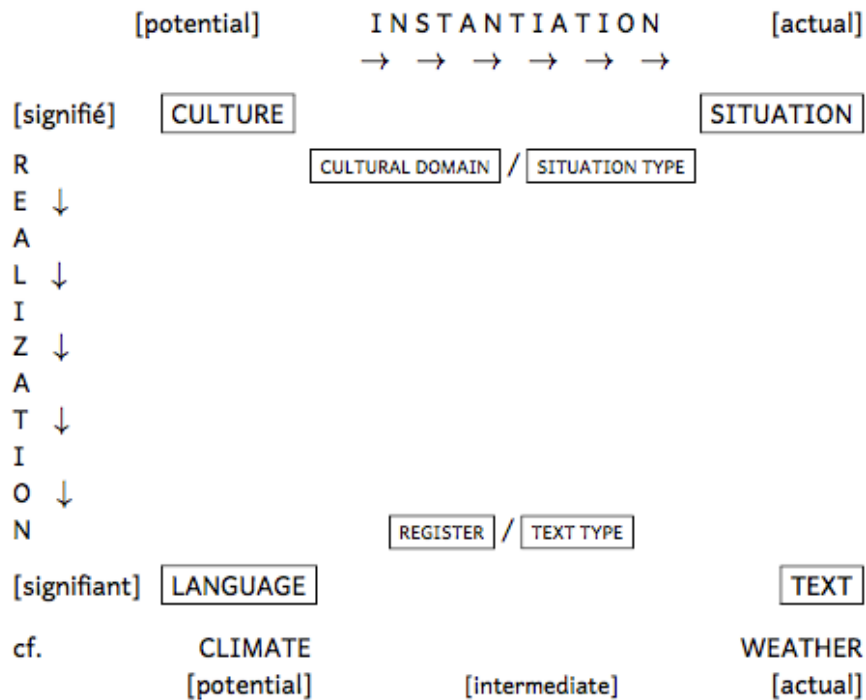 [potential] I N S T A N T I A T I O N [actual]
→ → → → → →
[signifié] CULTURE SITUATION
R CULTURAL DOMAIN / SITUATION TYPE
E ↓
A
L ↓
I
Z ↓
A
T ↓
I
O ↓
N REGISTER / TEXT TYPE
[signifiant] LANGUAGE TEXT
cf. CLIMATE WEATHER
[potential] [intermediate] [actual]